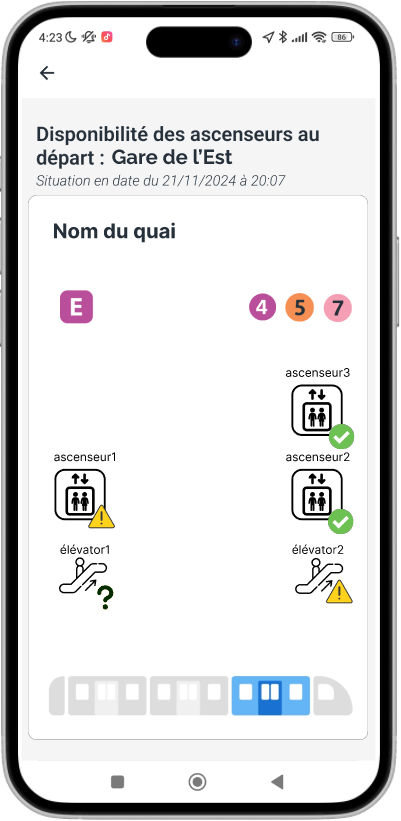 4:23
86
Disponibilité des ascenseurs au
départ : Gare de l'Est
Situation en date du 21/11/2024 à 20:07
Nom du quai
E 4 5 7
ascenseur3
ascenseur1 ascenseur2
élévator1 élévator2
?